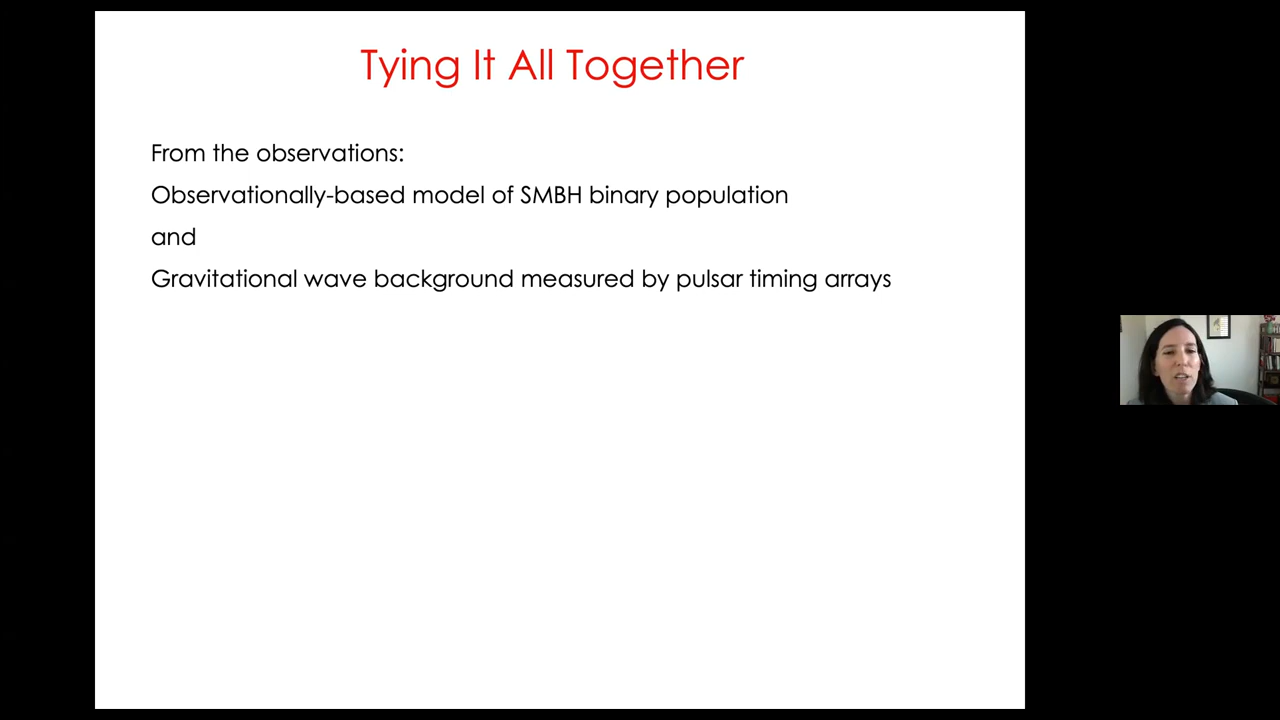 Tying It All Together
From the observations:
Observationally-based model of SMBH binary population
and
Gravitational wave background measured by pulsar timing arrays